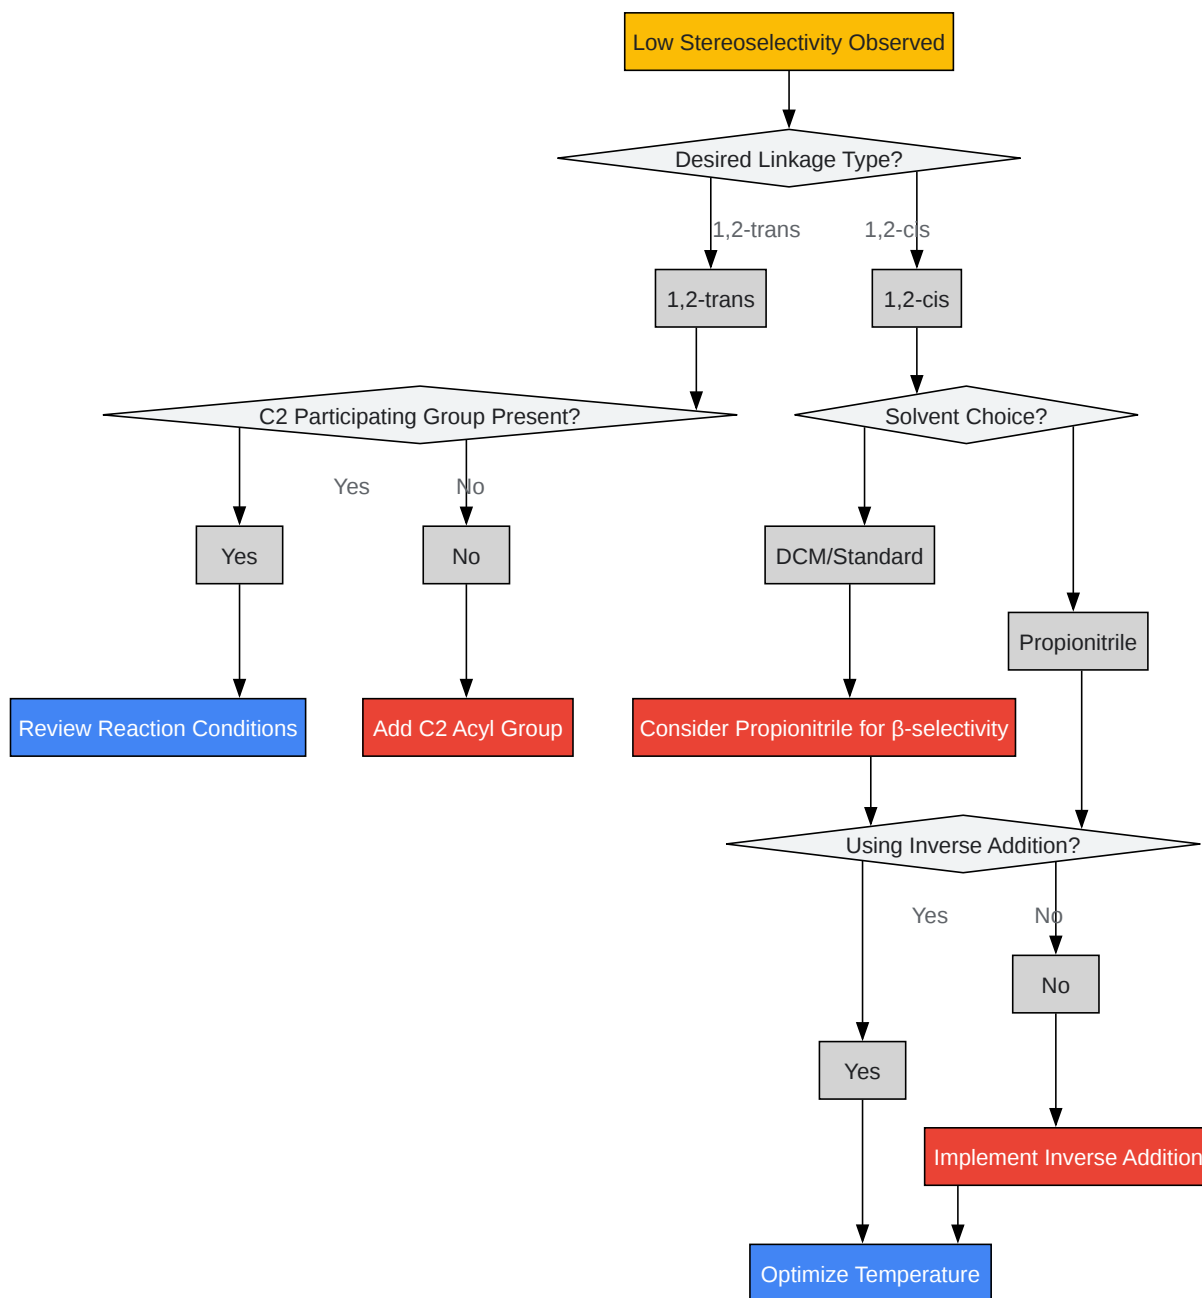 Low Stereoselectivity Observed
Desired Linkage Type?
1,2-trans
1,2-cis
1,2-trans
1,2-cis
C2 Participating Group Present?
Solvent Choice?
Yes
No
Yes
No
DCM/Standard
Propionitrile
Review Reaction Conditions
Add C2 Acyl Group
Consider Propionitrile for β-selectivity
Using Inverse Addition?
Yes
No
No
Yes
Implement Inverse Addition
Optimize Temperature